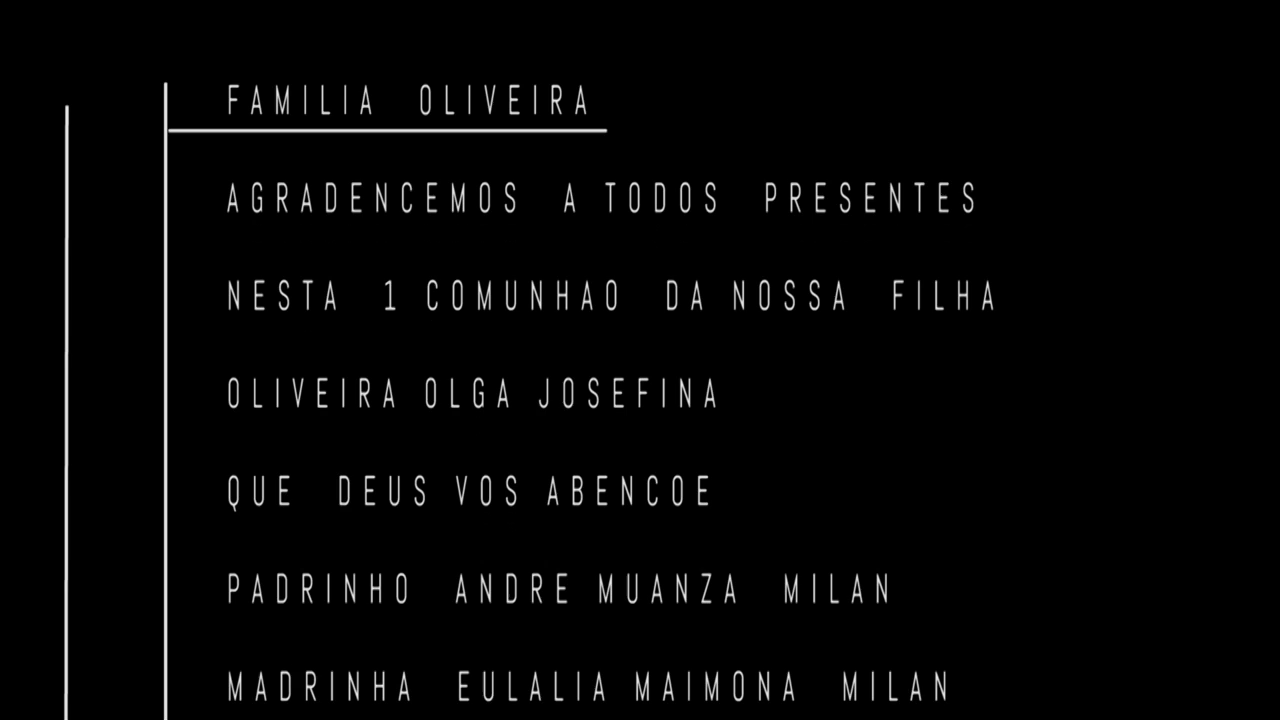 FAMILIA OLIVEIRA
AGRADENCEMOS A TODOS PRESENTES
NESTA 1 COMUNHAO DA NOSSA FILHA
OLIVEIRA OLGA JOSEFINA
QUE DEUS VOS ABENCOE
PADRINHO ANDRE MUANZA MILAN
MADRINHA EULALIA MAIMONA MILAN